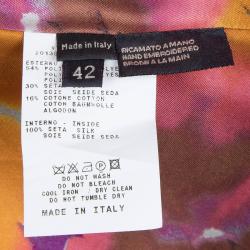 Made in Italy
42
RICAMATO A MANO
HAND EMBROIDERED
BRODÉ A LA MAIN
ESTERNO
54% POL
30% SETA
SOIE SEIDE SEDA
16% COTONE COTTON
COTON BAUMWOLLE
ALGODON
INTERNO - INSIDE
100% SETA SILK
SOIE SEIDE SEDA
DO NOT WASH
DO NOT BLEACH
COOL IRON / DRY CLEAN
DO NOT TUMBLE DRY
MADE IN ITALY